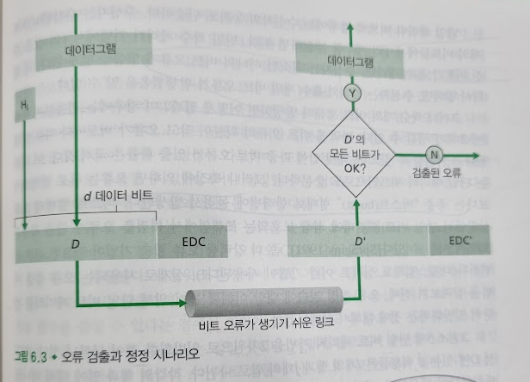 데이터그램
데이터그램
Hₗ
Y
D'의
모든 비트가
OK?
N
검출된 오류
d 데이터 비트
D
EDC
D'
EDC'
비트 오류가 생기기 쉬운 링크
그림 6.3 ◆ 오류 검출과 정정 시나리오